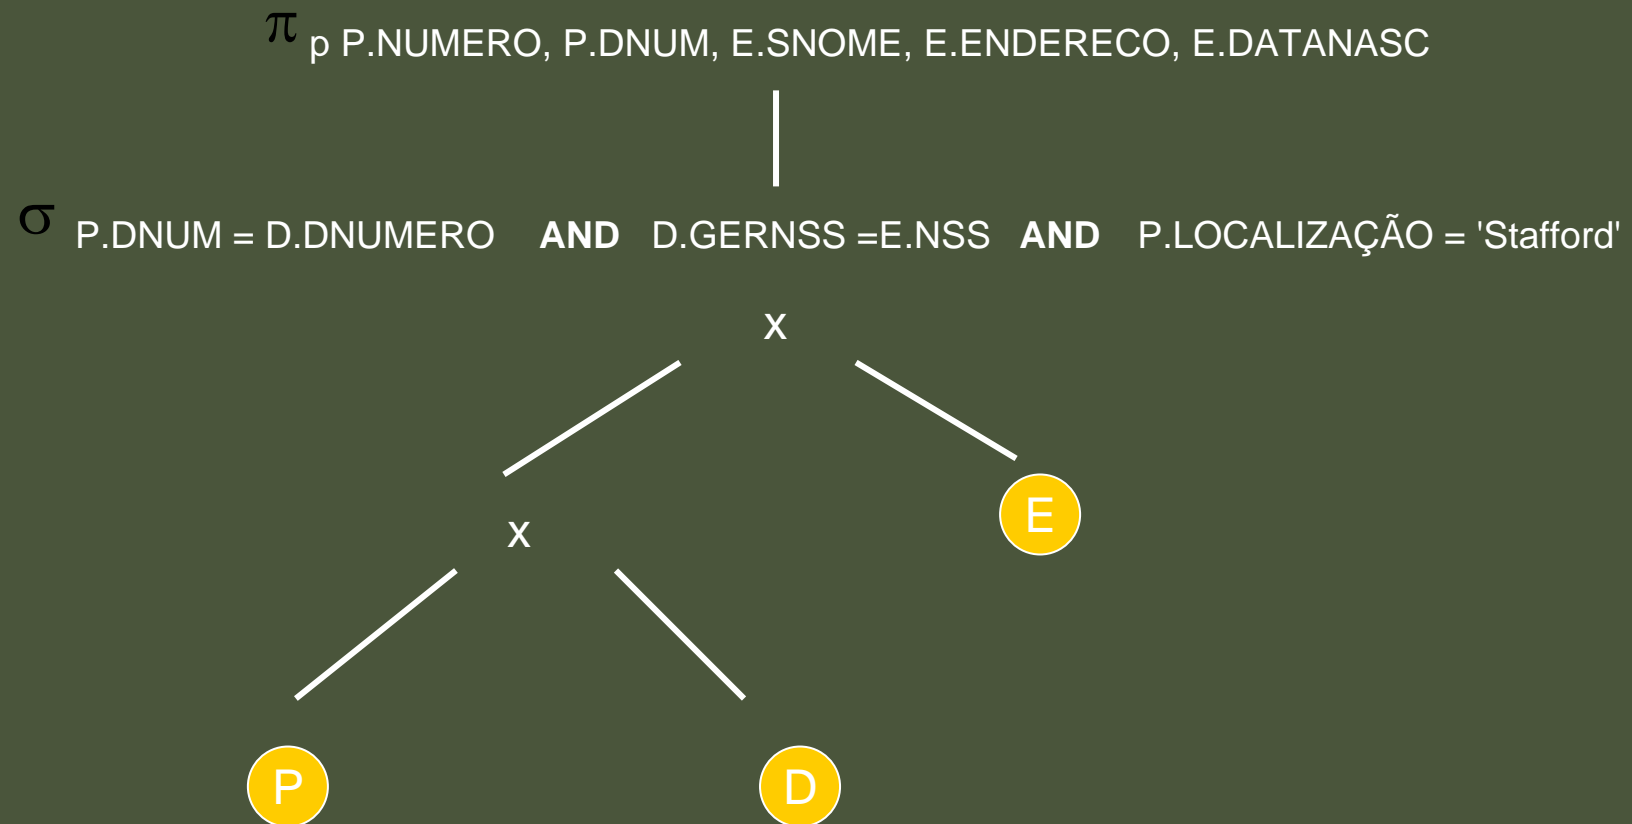 π p P.NUMERO, P.DNUM, E.SNOME, E.ENDERECO, E.DATANASC
σ P.DNUM = D.DNUMERO AND D.GERNSS =E.NSS AND P.LOCALIZAÇÃO = 'Stafford'
x
E
x
P D